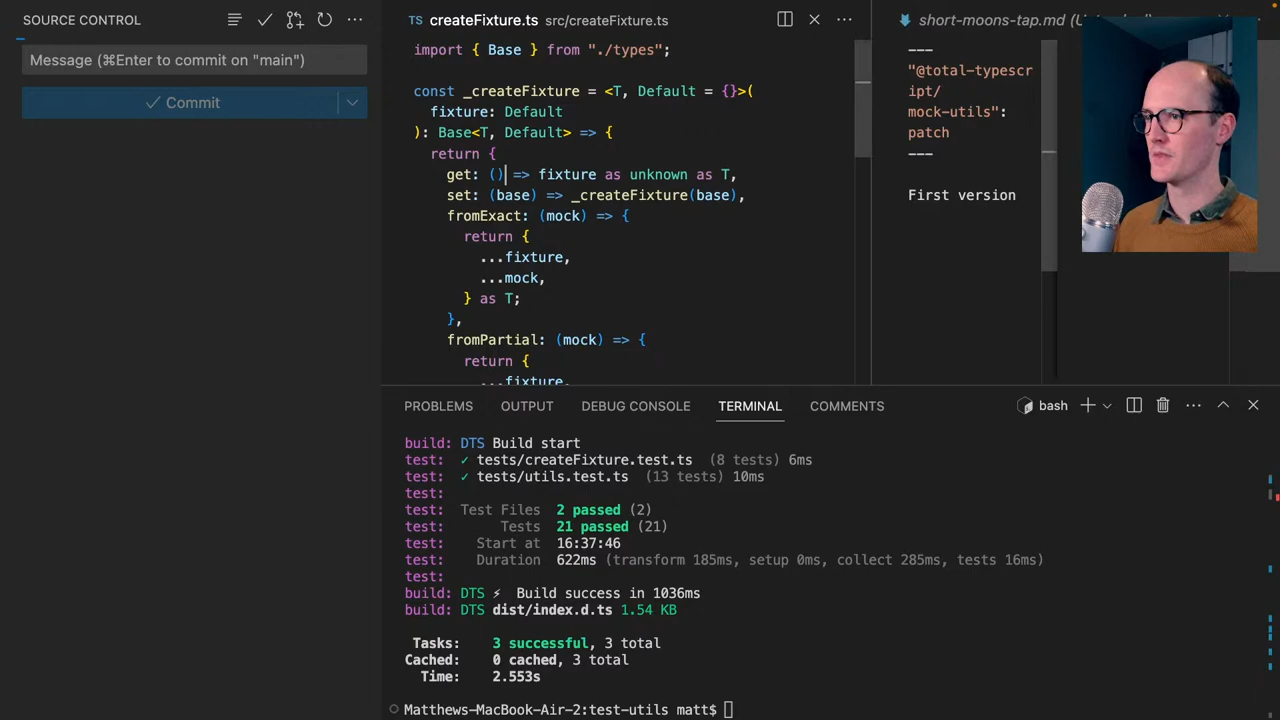 SOURCE CONTROL
Message (⌘Enter to commit on "main")
Commit
createFixture.ts src/createFixture.ts
import { Base } from "./types";
const _createFixture = <T, Default = {}>(
fixture: Default
): Base<T, Default> => {
return {
get: () => fixture as unknown as T,
set: (base) => _createFixture(base),
fromExact: (mock) => {
return {
...fixture,
...mock,
} as T;
},
fromPartial: (mock) => {
return {
...fixture,
short-moons-tap.md
---
"@total-typescr
ipt/
mock-utils":
patch
---
First version
PROBLEMS OUTPUT DEBUG CONSOLE TERMINAL COMMENTS
bash
build: DTS Build start
test: ✓ tests/createFixture.test.ts (8 tests) 6ms
test: ✓ tests/utils.test.ts (13 tests) 10ms
test:
test: Test Files 2 passed (2)
test: Tests 21 passed (21)
test: Start at 16:37:46
test: Duration 622ms (transform 185ms, setup 0ms, collect 285ms, tests 16ms)
test:
build: DTS ⚡ Build success in 1036ms
build: DTS dist/index.d.ts 1.54 KB
Tasks: 3 successful, 3 total
Cached: 0 cached, 3 total
Time: 2.553s
Matthews-MacBook-Air-2:test-utils matt$